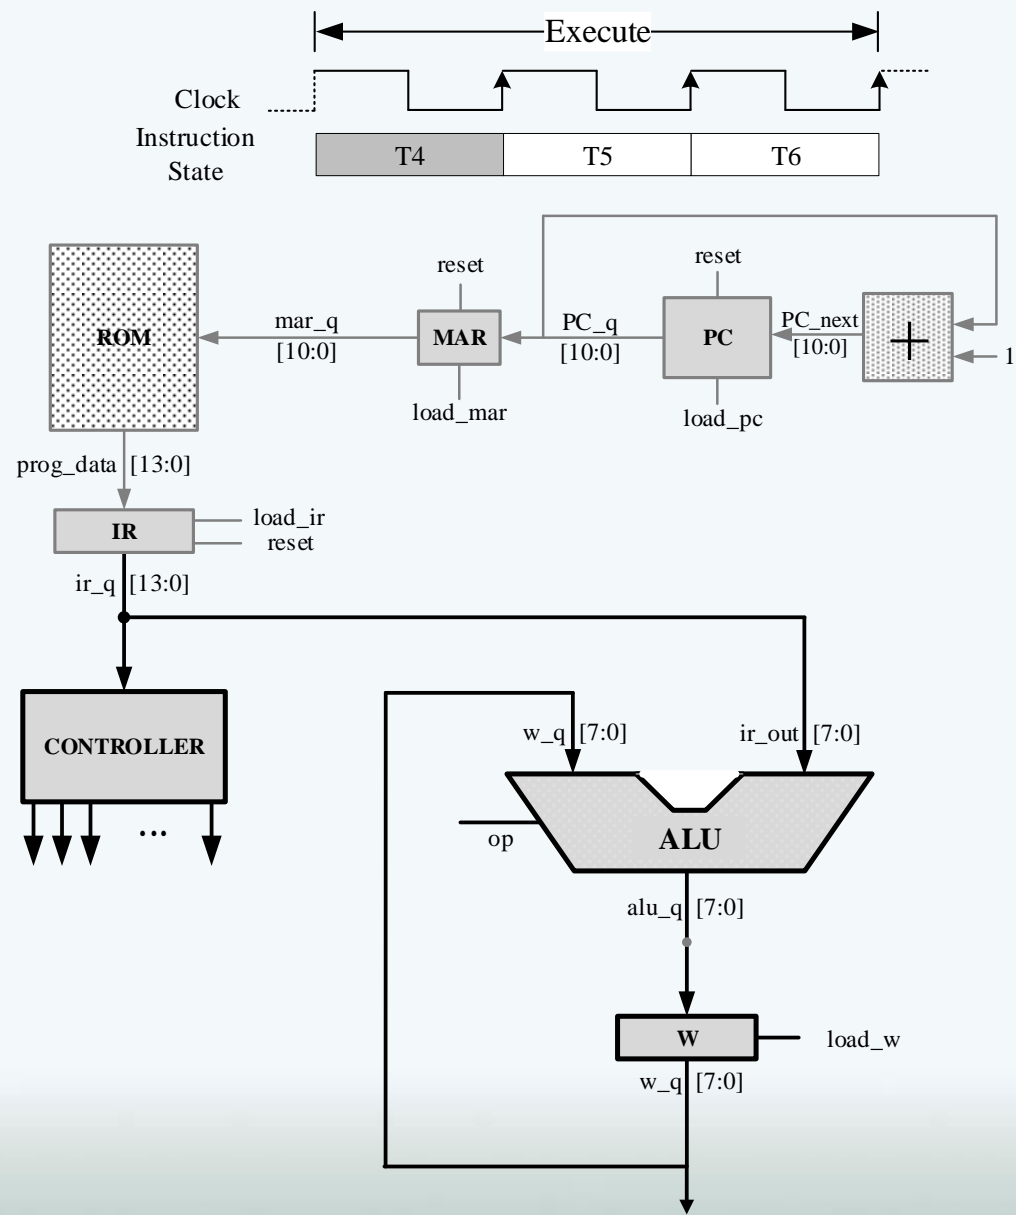 Execute
Clock
Instruction
State
T4 T5 T6
ROM
mar_q
[10:0]
reset
MAR
load_mar
PC_q
[10:0]
reset
PC
load_pc
PC_next
[10:0]
+
1
prog_data [13:0]
IR
load_ir
reset
ir_q [13:0]
CONTROLLER
...
w_q [7:0]
ir_out [7:0]
op
ALU
alu_q [7:0]
W
load_w
w_q [7:0]